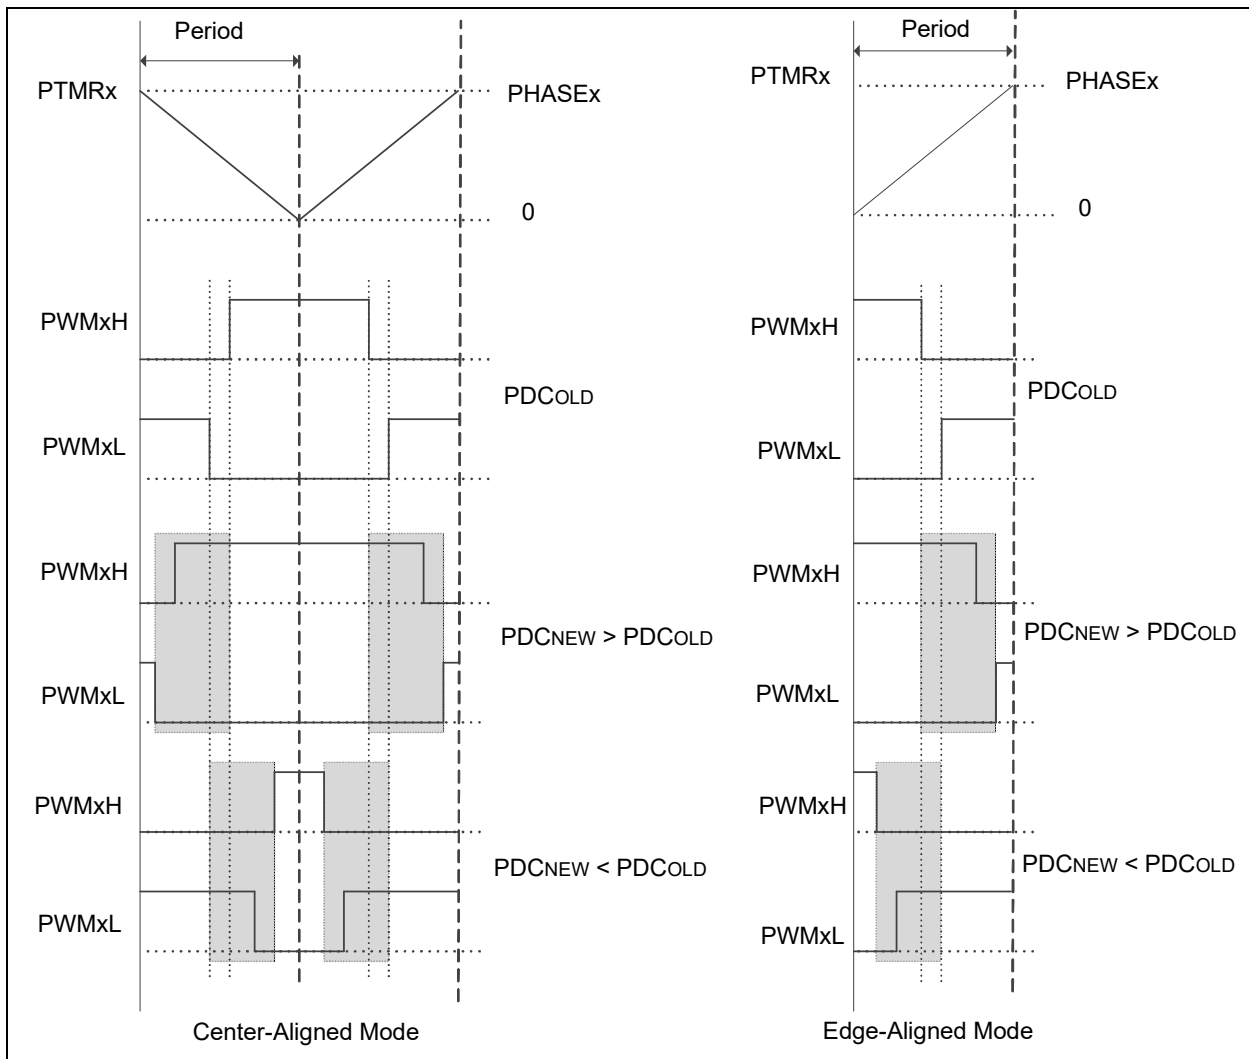 Period
PTMRx
PHASEx
0
PWMxH
PDCOLD
PWMxL
PWMxH
PDCNEW > PDCOLD
PWMxL
PWMxH
PDCNEW < PDCOLD
PWMxL
Center-Aligned Mode
Period
PTMRx
PHASEx
0
PWMxH
PDCOLD
PWMxL
PWMxH
PDCNEW > PDCOLD
PWMxL
PWMxH
PDCNEW < PDCOLD
PWMxL
Edge-Aligned Mode